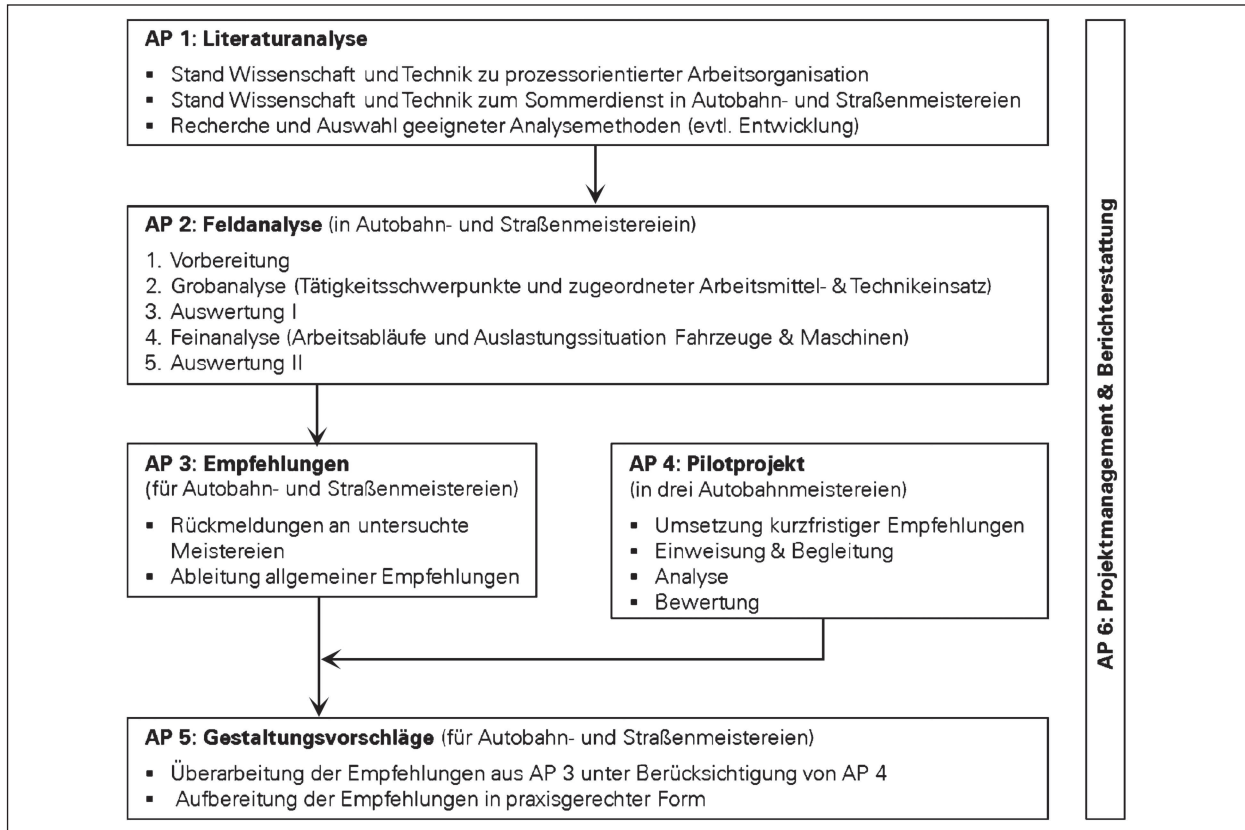 AP 1: Literaturanalyse
▪ Stand Wissenschaft und Technik zu prozessorientierter Arbeitsorganisation
▪ Stand Wissenschaft und Technik zum Sommerdienst in Autobahn- und Straßenmeistereien
▪ Recherche und Auswahl geeigneter Analysemethoden (evtl. Entwicklung)
AP 2: Feldanalyse (in Autobahn- und Straßenmeistereiein)
1. Vorbereitung
2. Grobanalyse (Tätigkeitsschwerpunkte und zugeordneter Arbeitsmittel- & Technikeinsatz)
3. Auswertung I
4. Feinanalyse (Arbeitsabläufe und Auslastungssituation Fahrzeuge & Maschinen)
5. Auswertung II
AP 3: Empfehlungen
(für Autobahn- und Straßenmeistereien)
▪ Rückmeldungen an untersuchte
Meistereien
▪ Ableitung allgemeiner Empfehlungen
AP 4: Pilotprojekt
(in drei Autobahnmeistereien)
▪ Umsetzung kurzfristiger Empfehlungen
▪ Einweisung & Begleitung
▪ Analyse
▪ Bewertung
AP 5: Gestaltungsvorschläge (für Autobahn- und Straßenmeistereien)
▪ Überarbeitung der Empfehlungen aus AP 3 unter Berücksichtigung von AP 4
▪ Aufbereitung der Empfehlungen in praxisgerechter Form
AP 6: Projektmanagement & Berichterstattung